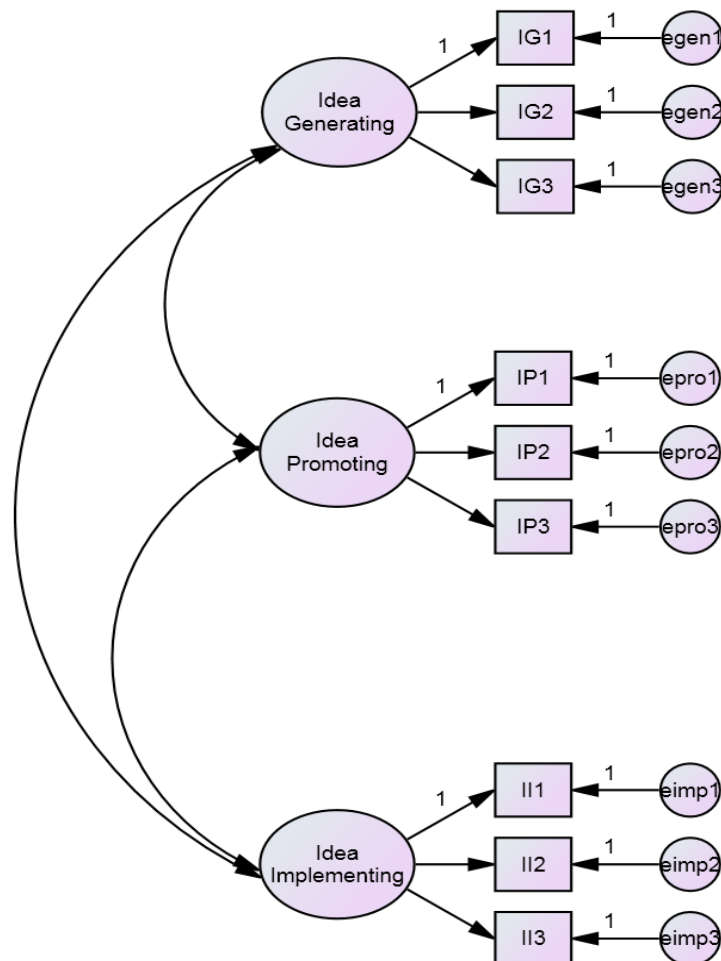 1 IG1 1 egen1
Idea
Generating
IG2 1 egen2
IG3 1 egen3
1 IP1 1 epro1
Idea
Promoting
IP2 1 epro2
IP3 1 epro3
1 II1 1 eimp1
Idea
Implementing
II2 1 eimp2
II3 1 eimp3